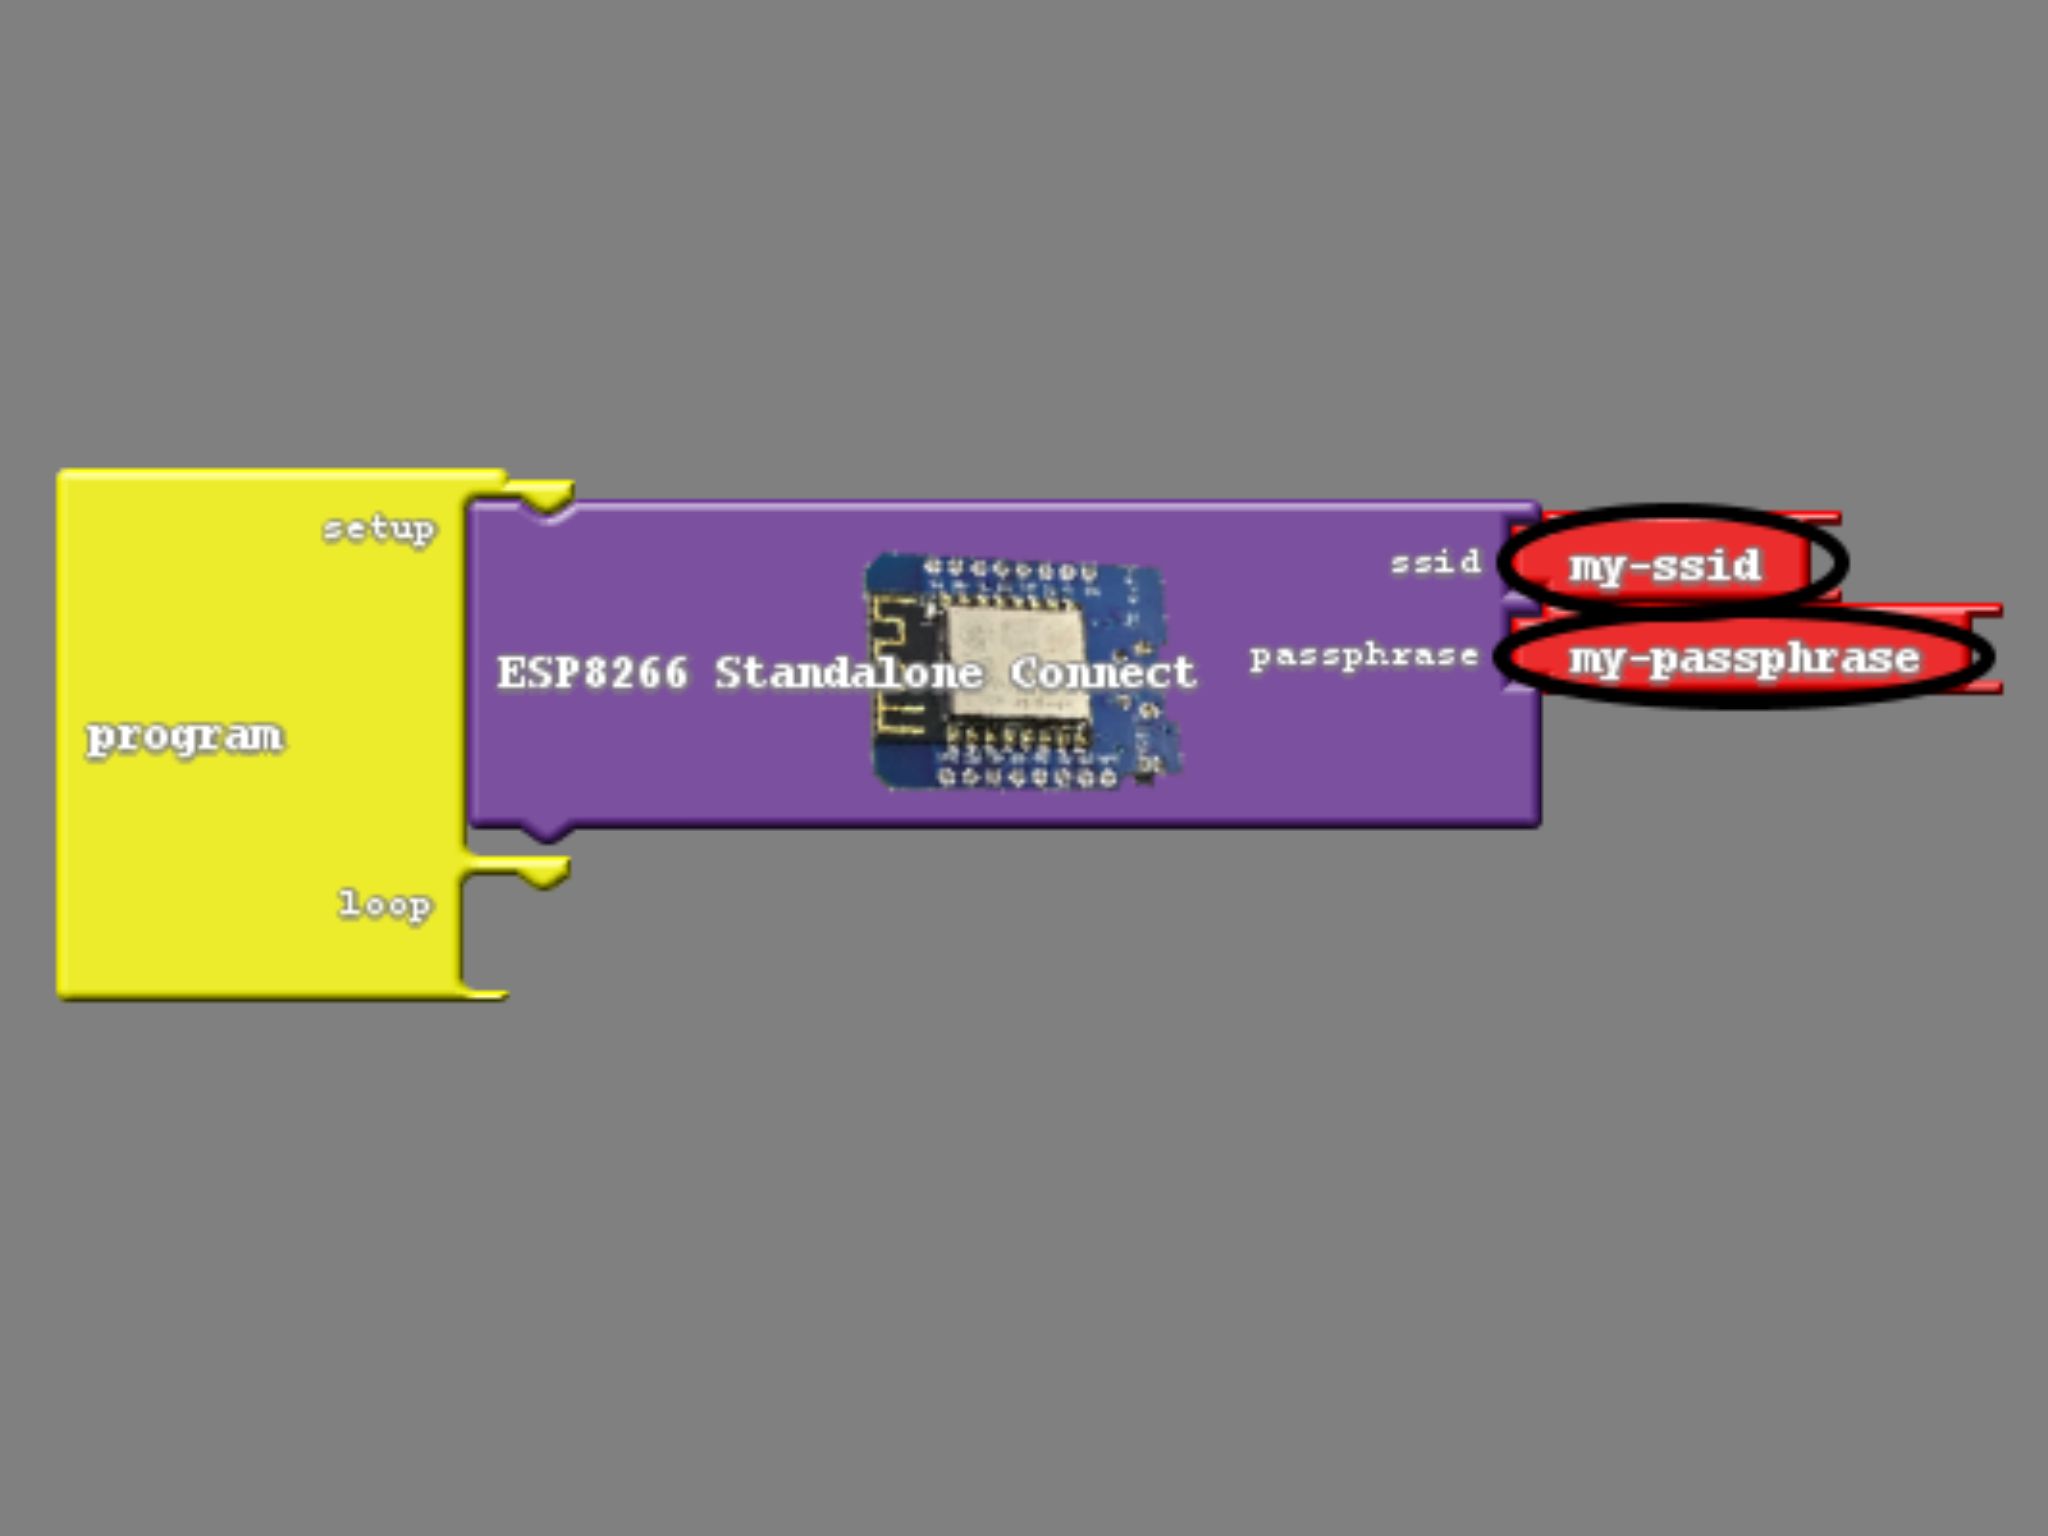 setup
ssid my-ssid
passphrase my-passphrase
ESP8266 Standalone Connect
program
loop